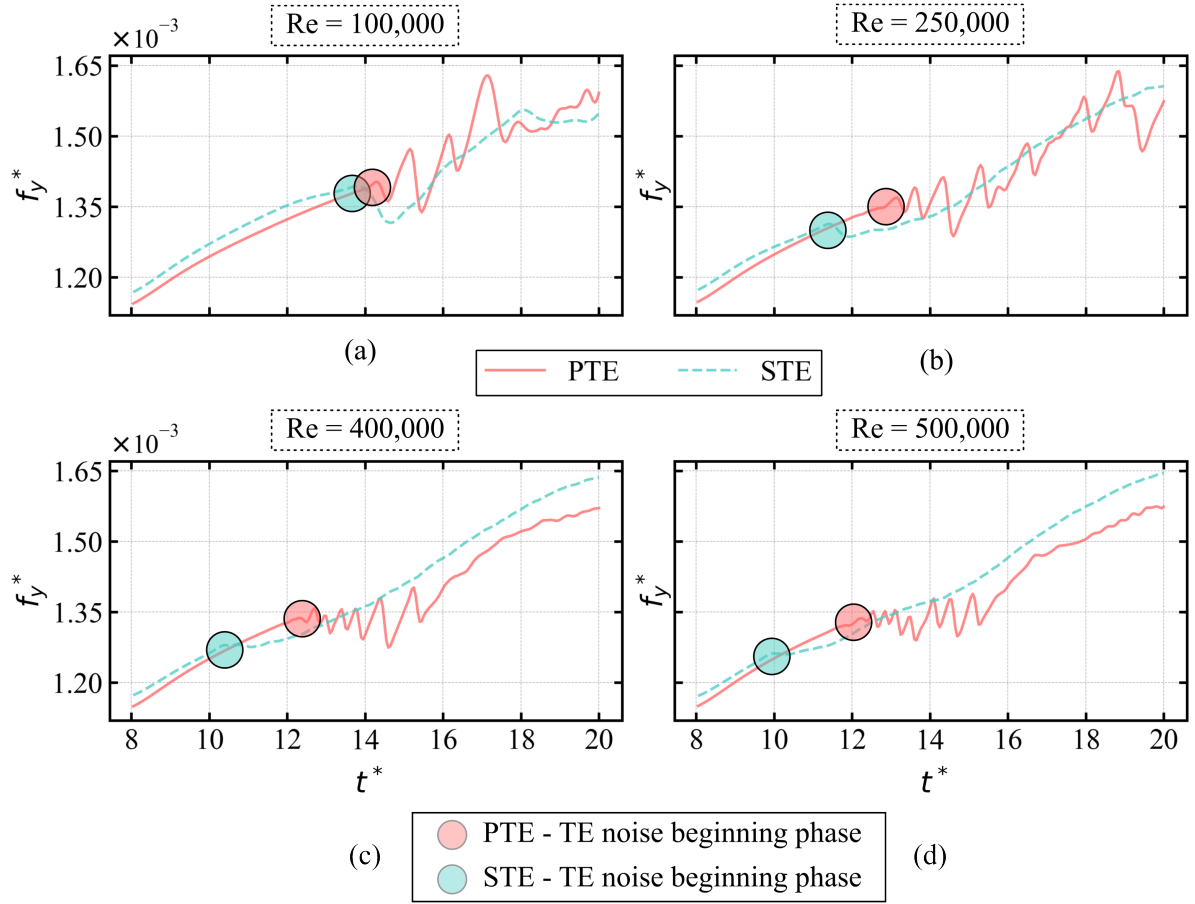 Re = 100,000
Re = 250,000
×10⁻³
1.65
1.50
1.35
1.20
f_y*
f_y*
(a)
(b)
PTE
STE
Re = 400,000
Re = 500,000
×10⁻³
1.65
1.50
1.35
1.20
f_y*
f_y*
8 10 12 14 16 18 20
8 10 12 14 16 18 20
t*
t*
(c)
(d)
PTE - TE noise beginning phase
STE - TE noise beginning phase